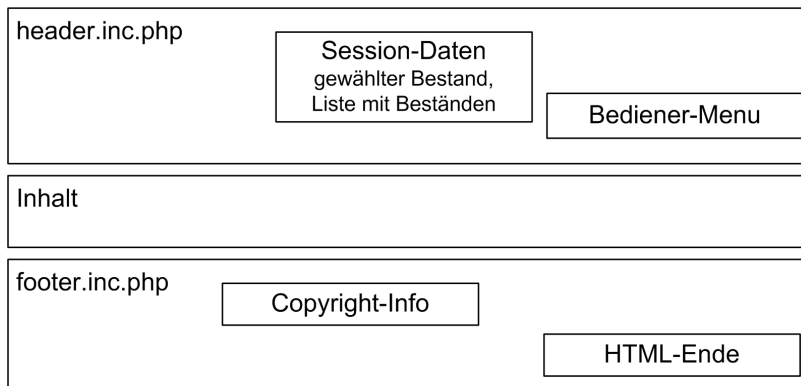 header.inc.php
Session-Daten
gewählter Bestand,
Liste mit Beständen
Bediener-Menu
Inhalt
footer.inc.php
Copyright-Info
HTML-Ende